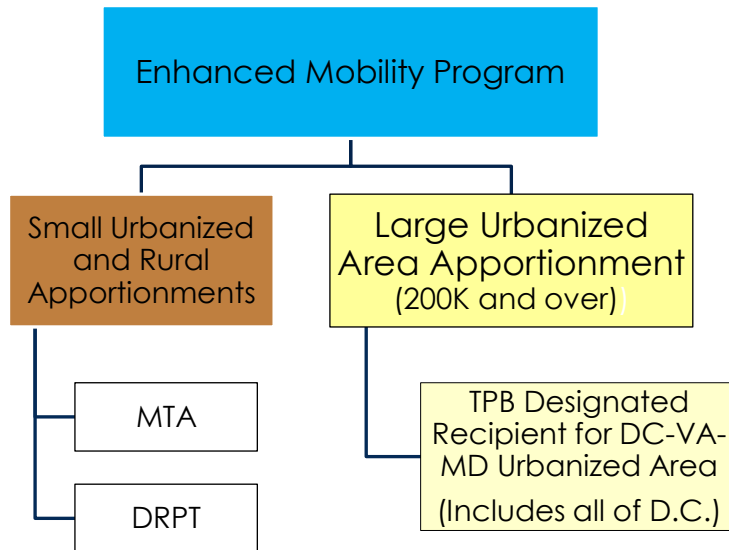 Enhanced Mobility Program
Small Urbanized
and Rural
Apportionments
Large Urbanized
Area Apportionment
(200K and over))
MTA
DRPT
TPB Designated
Recipient for DC-VA-
MD Urbanized Area
(Includes all of D.C.)